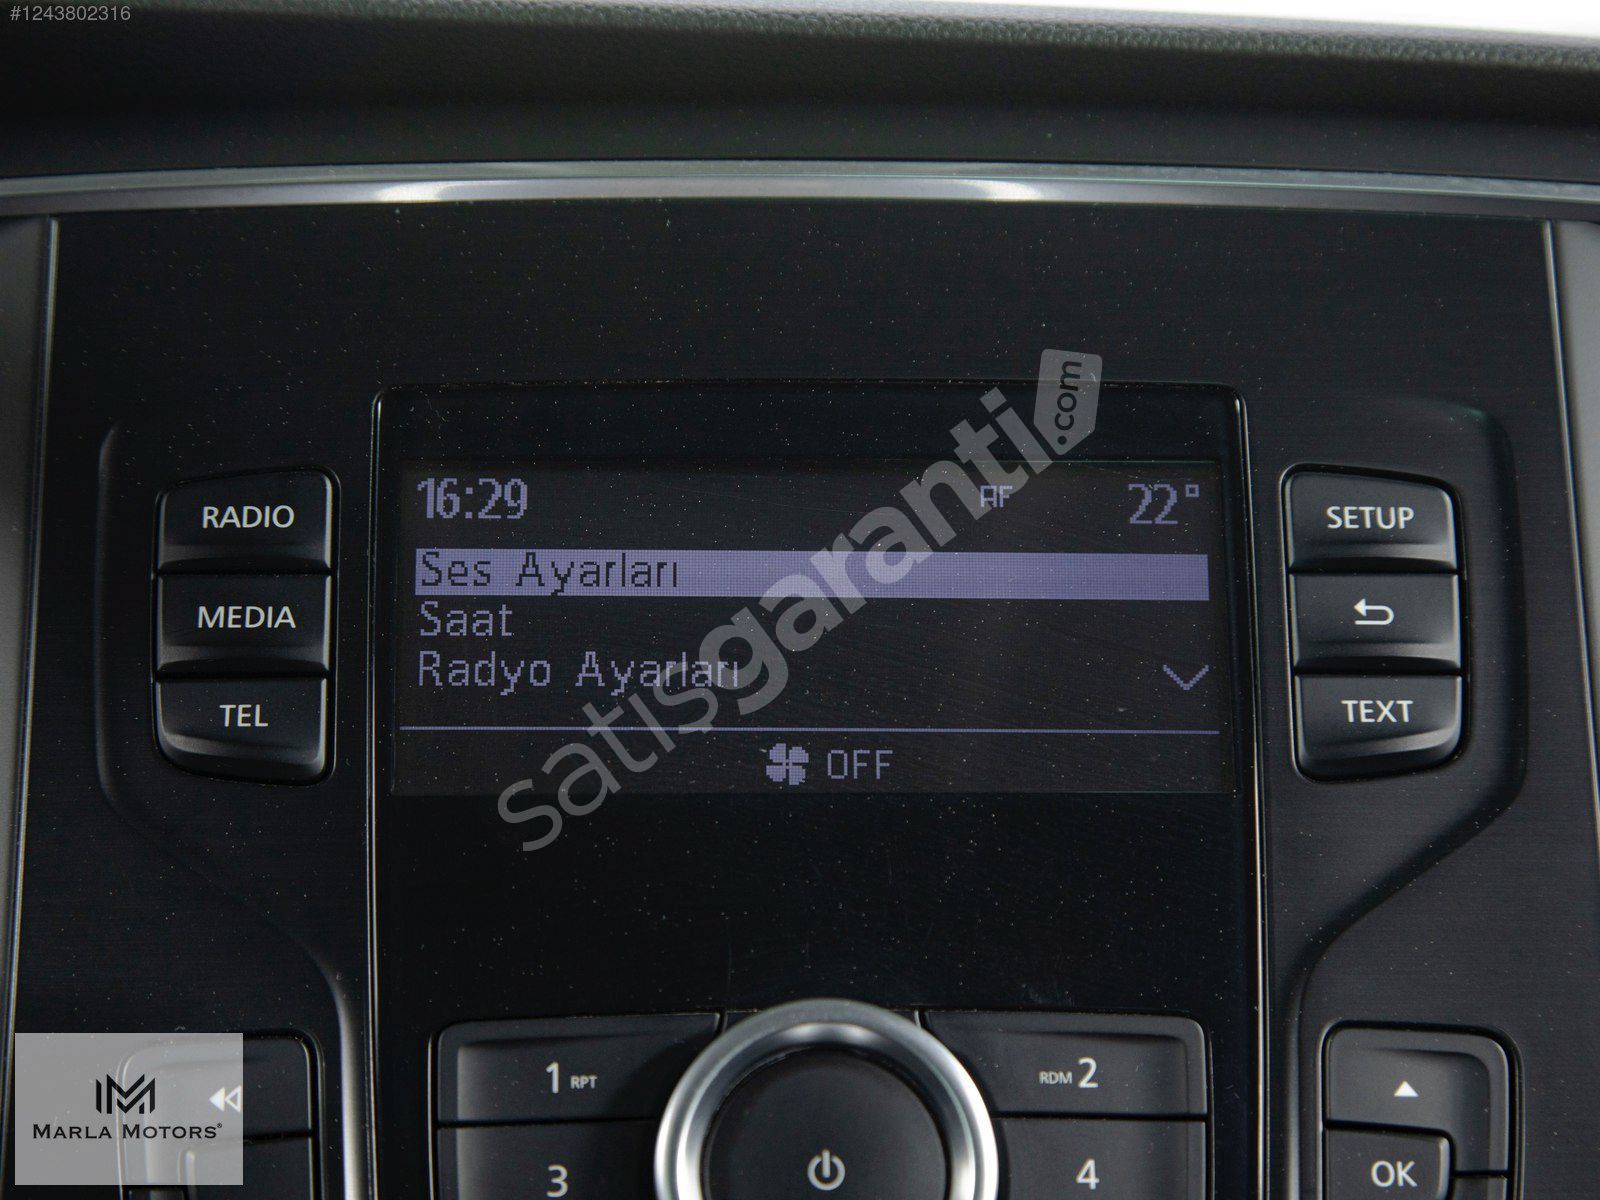 #1243802316
satışgaranti.com
16:29 AF 22°
RADIO
Ses Ayarları
SETUP
MEDIA
Saat
TEL
Radyo Ayarları
TEXT
OFF
1 RPT
RDM 2
3
4
OK
MARLA MOTORS®